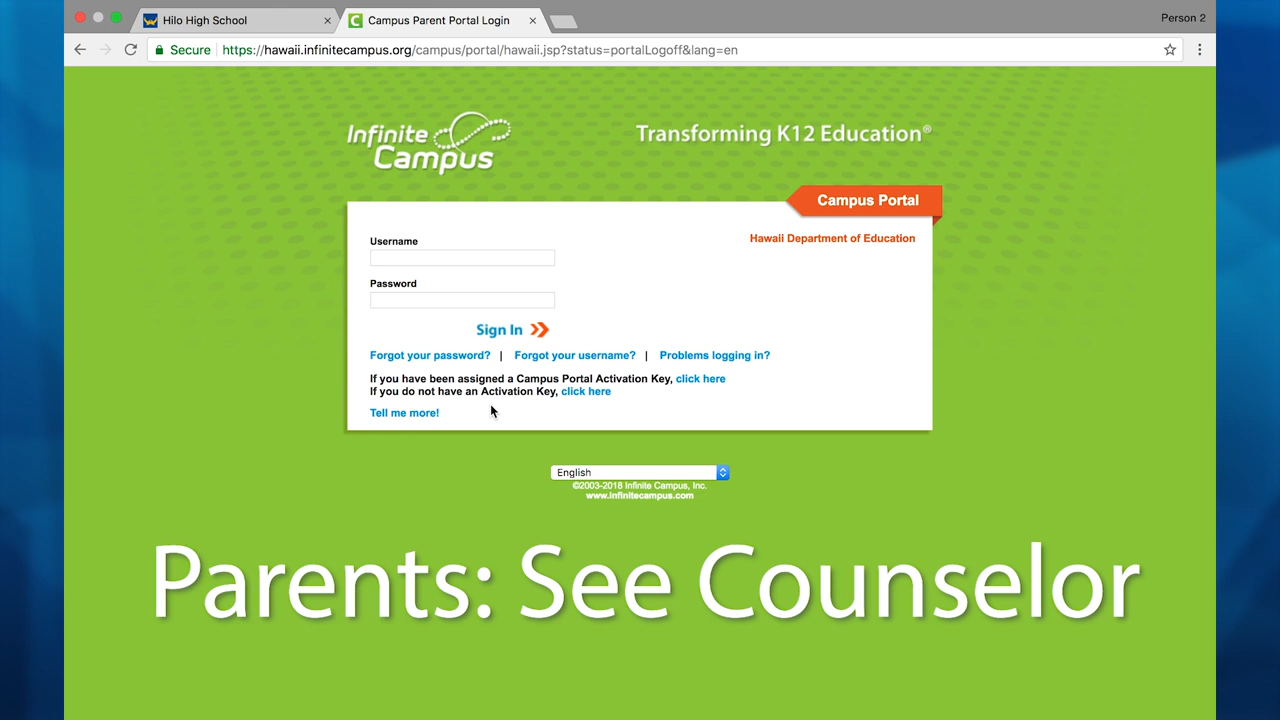 Hilo High School
Campus Parent Portal Login
Person 2
Secure
https://hawaii.infinitecampus.org/campus/portal/hawaii.jsp?status=portalLogoff&lang=en
Infinite Campus
Transforming K12 Education®
Campus Portal
Hawaii Department of Education
Username
Password
Sign In
Forgot your password? | Forgot your username? | Problems logging in?
If you have been assigned a Campus Portal Activation Key, click here
If you do not have an Activation Key, click here
Tell me more!
English
©2003-2018 Infinite Campus, Inc.
www.infinitecampus.com
Parents: See Counselor